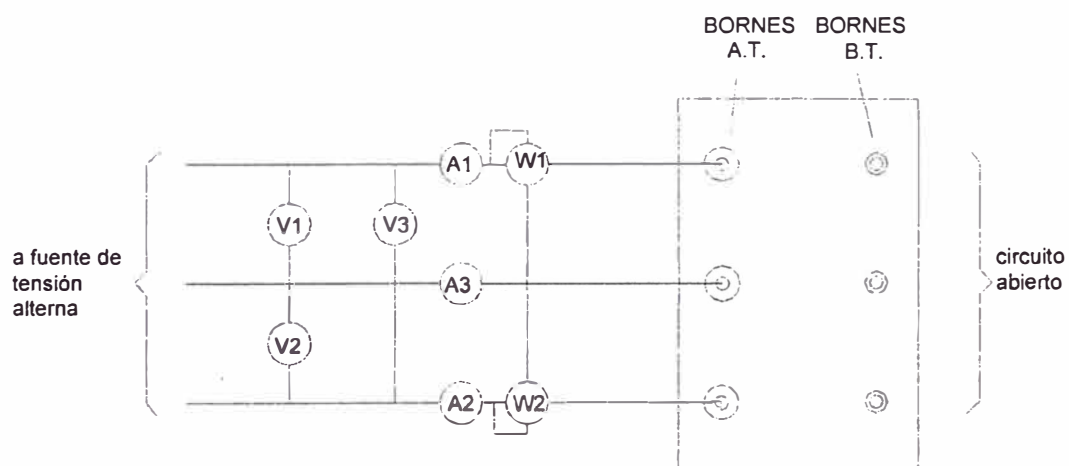 BORNES
A.T.
BORNES
B.T.
A1
W1
V1
V3
a fuente de
tensión
alterna
A3
circuito
abierto
V2
A2
W2